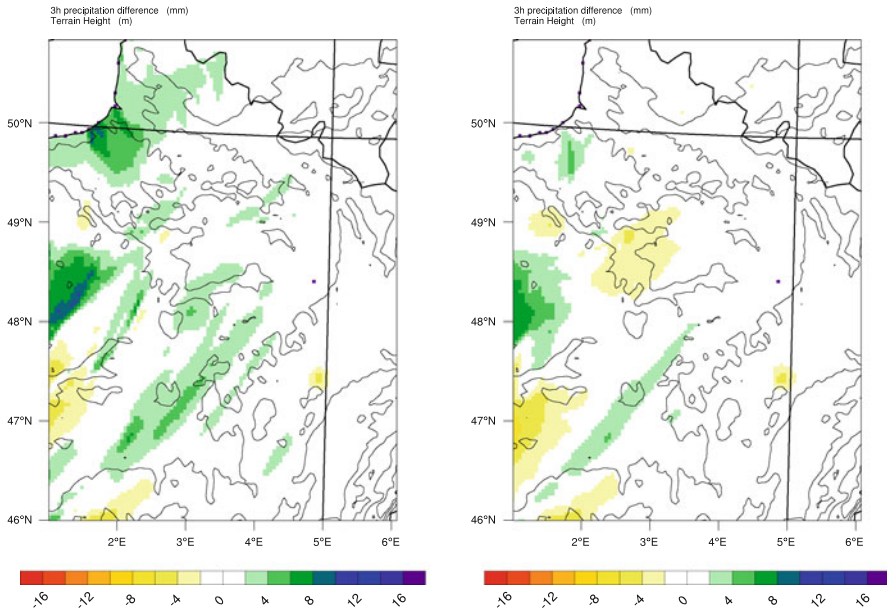 3h precipitation difference (mm)
Terrain Height (m)
50°N
49°N
48°N
47°N
46°N
2°E 3°E 4°E 5°E 6°E
-16 -12 -8 -4 0 4 8 12 16
3h precipitation difference (mm)
Terrain Height (m)
50°N
49°N
48°N
47°N
46°N
2°E 3°E 4°E 5°E 6°E
-16 -12 -8 -4 0 4 8 12 16